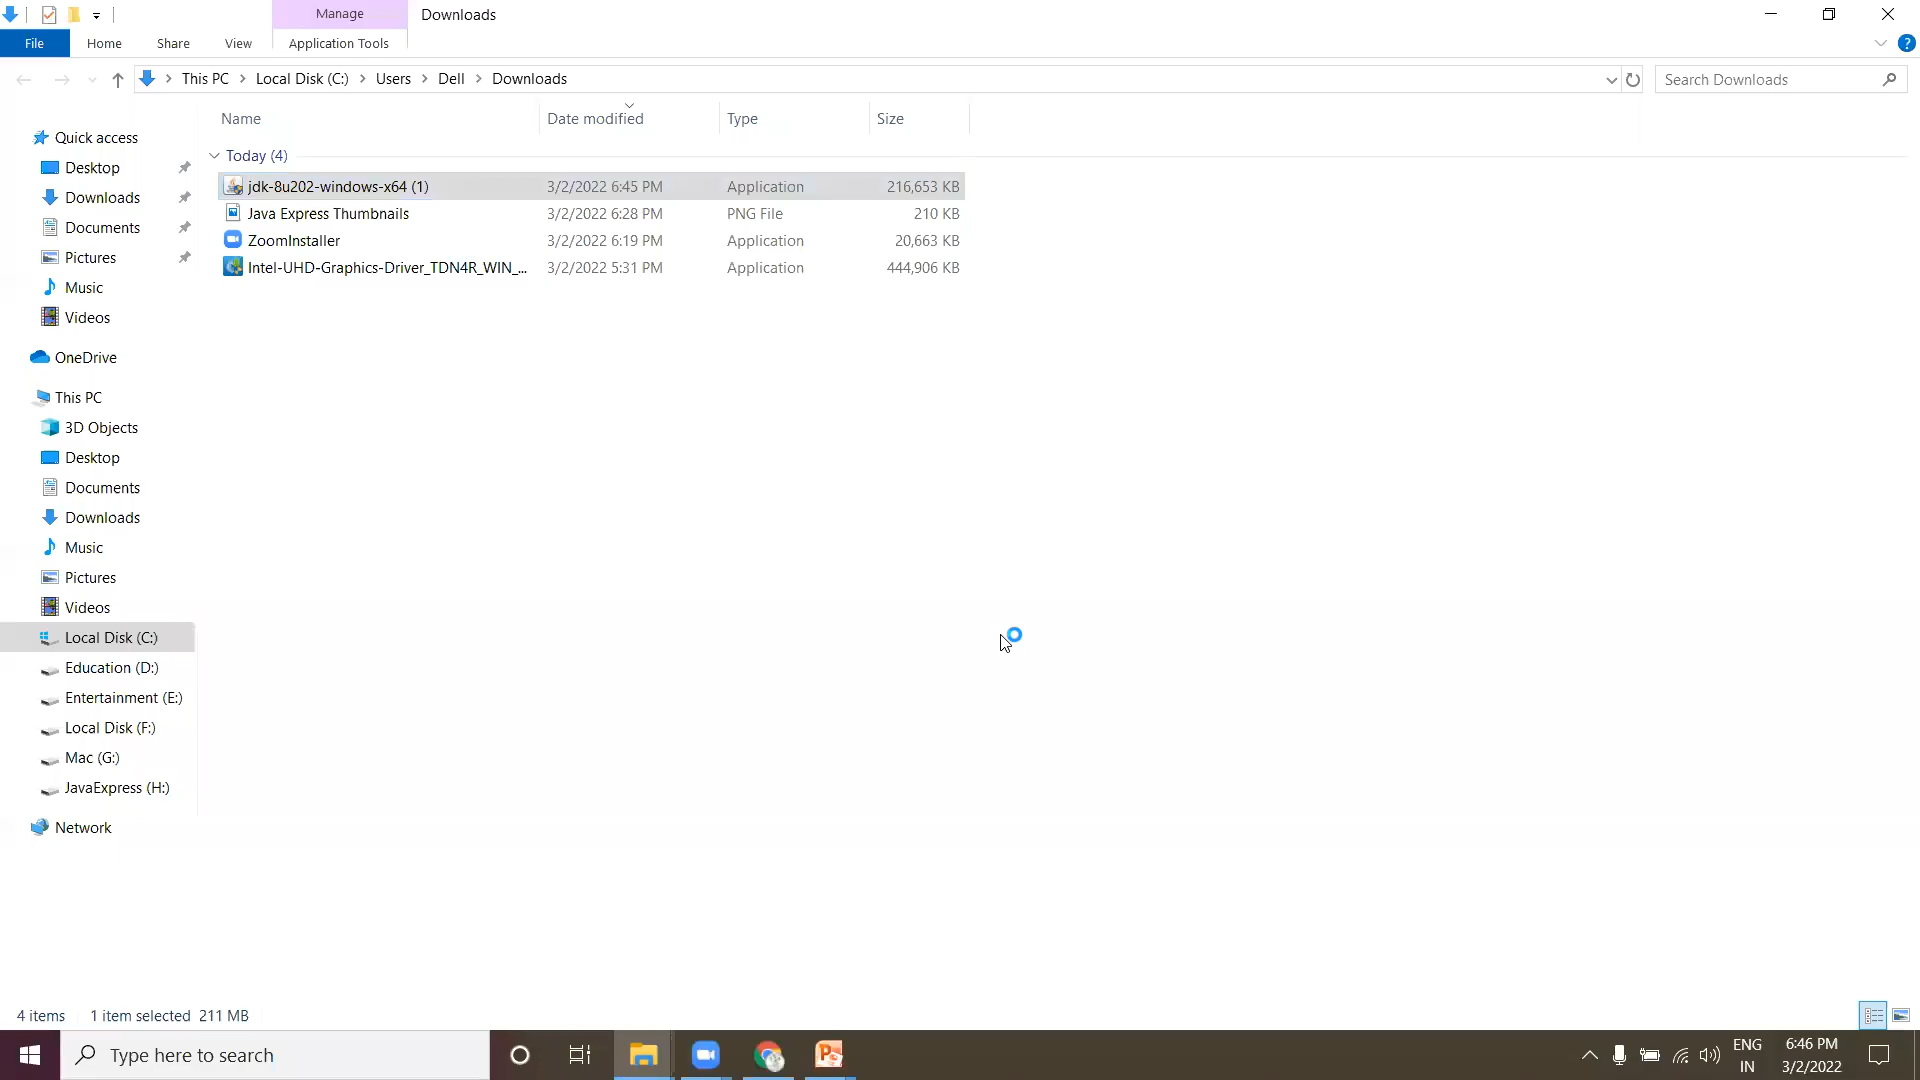 Manage
Downloads
File
Home
Share
View
Application Tools
This PC
Local Disk (C:)
Users
Dell
Downloads
Search Downloads
Name
Date modified
Type
Size
Today (4)
jdk-8u202-windows-x64 (1)
3/2/2022 6:45 PM
Application
216,653 KB
Java Express Thumbnails
3/2/2022 6:28 PM
PNG File
210 KB
ZoomInstaller
3/2/2022 6:19 PM
Application
20,663 KB
Intel-UHD-Graphics-Driver_TDN4R_WIN_...
3/2/2022 5:31 PM
Application
444,906 KB
Quick access
Desktop
Downloads
Documents
Pictures
Music
Videos
OneDrive
This PC
3D Objects
Desktop
Documents
Downloads
Music
Pictures
Videos
Local Disk (C:)
Education (D:)
Entertainment (E:)
Local Disk (F:)
Mac (G:)
JavaExpress (H:)
Network
4 items
1 item selected 211 MB
Type here to search
ENG
IN
6:46 PM
3/2/2022